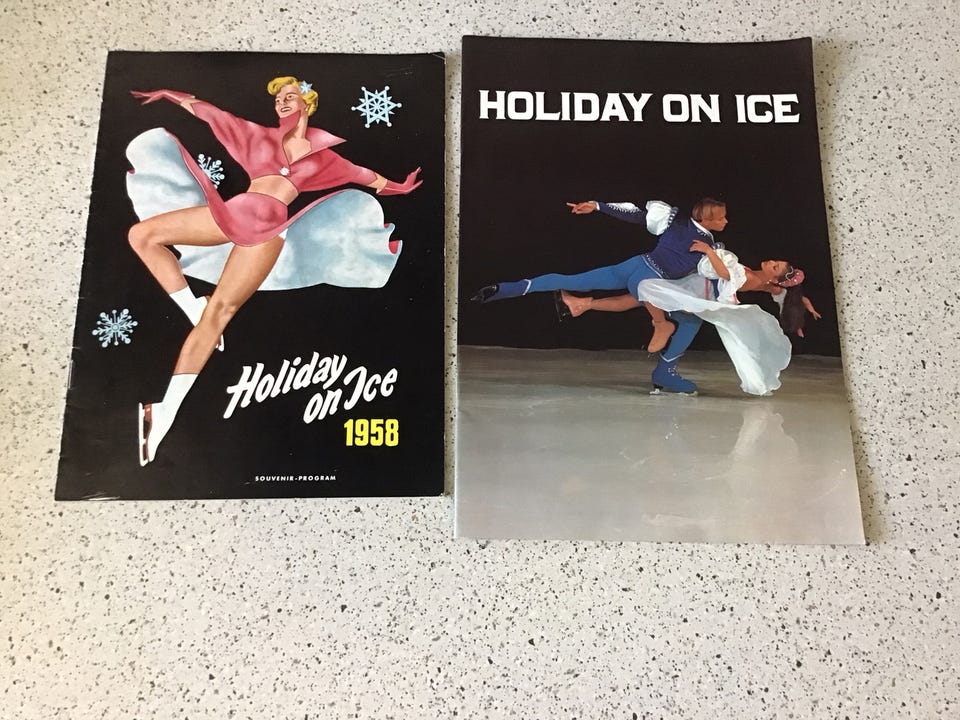 Holiday
on Ice
1958
SOUVENIR-PROGRAM
HOLIDAY ON ICE